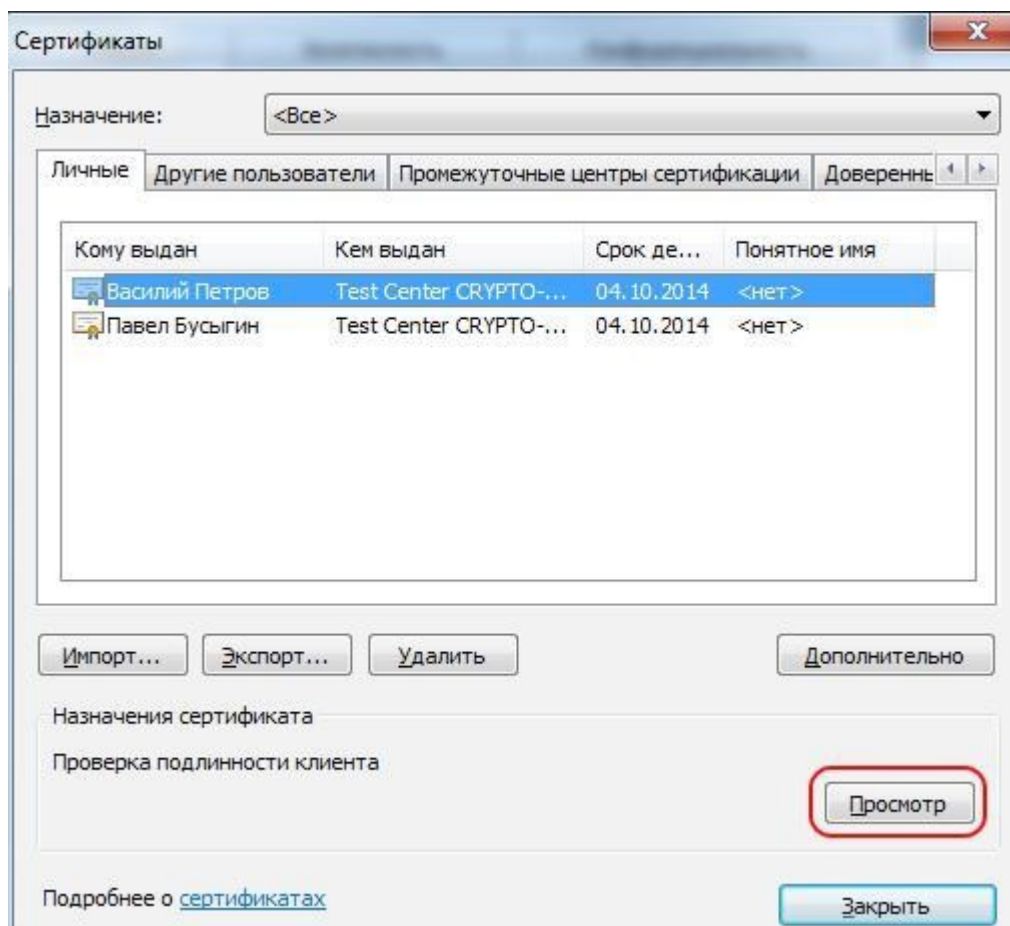 Сертификаты
Назначение: <Все>
Личные Другие пользователи Промежуточные центры сертификации Доверенны
Кому выдан Кем выдан Срок де... Понятное имя
Василий Петров Test Center CRYPTO-... 04.10.2014 <нет>
Павел Бусыгин Test Center CRYPTO-... 04.10.2014 <нет>
Импорт... Экспорт... Удалить Дополнительно
Назначения сертификата
Проверка подлинности клиента
Просмотр
Подробнее о сертификатах
Закрыть